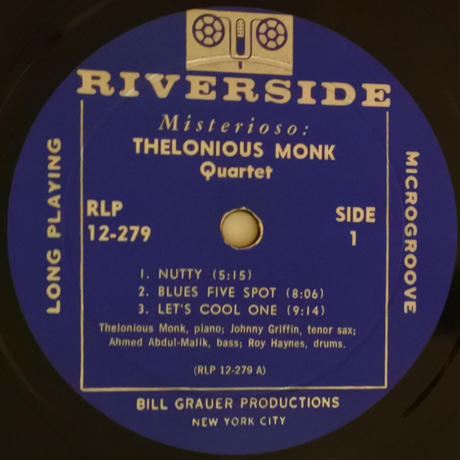 RIVERSIDE
Misterioso:
THELONIOUS MONK
Quartet
LONG PLAYING
MICROGROOVE
RLP
12-279
SIDE
1
1. NUTTY (5:15)
2. BLUES FIVE SPOT (8:06)
3. LET'S COOL ONE (9:14)
Thelonious Monk, piano; Johnny Griffin, tenor sax;
Ahmed Abdul-Malik, bass; Roy Haynes, drums.
(RLP 12-279 A)
BILL GRAUER PRODUCTIONS
NEW YORK CITY